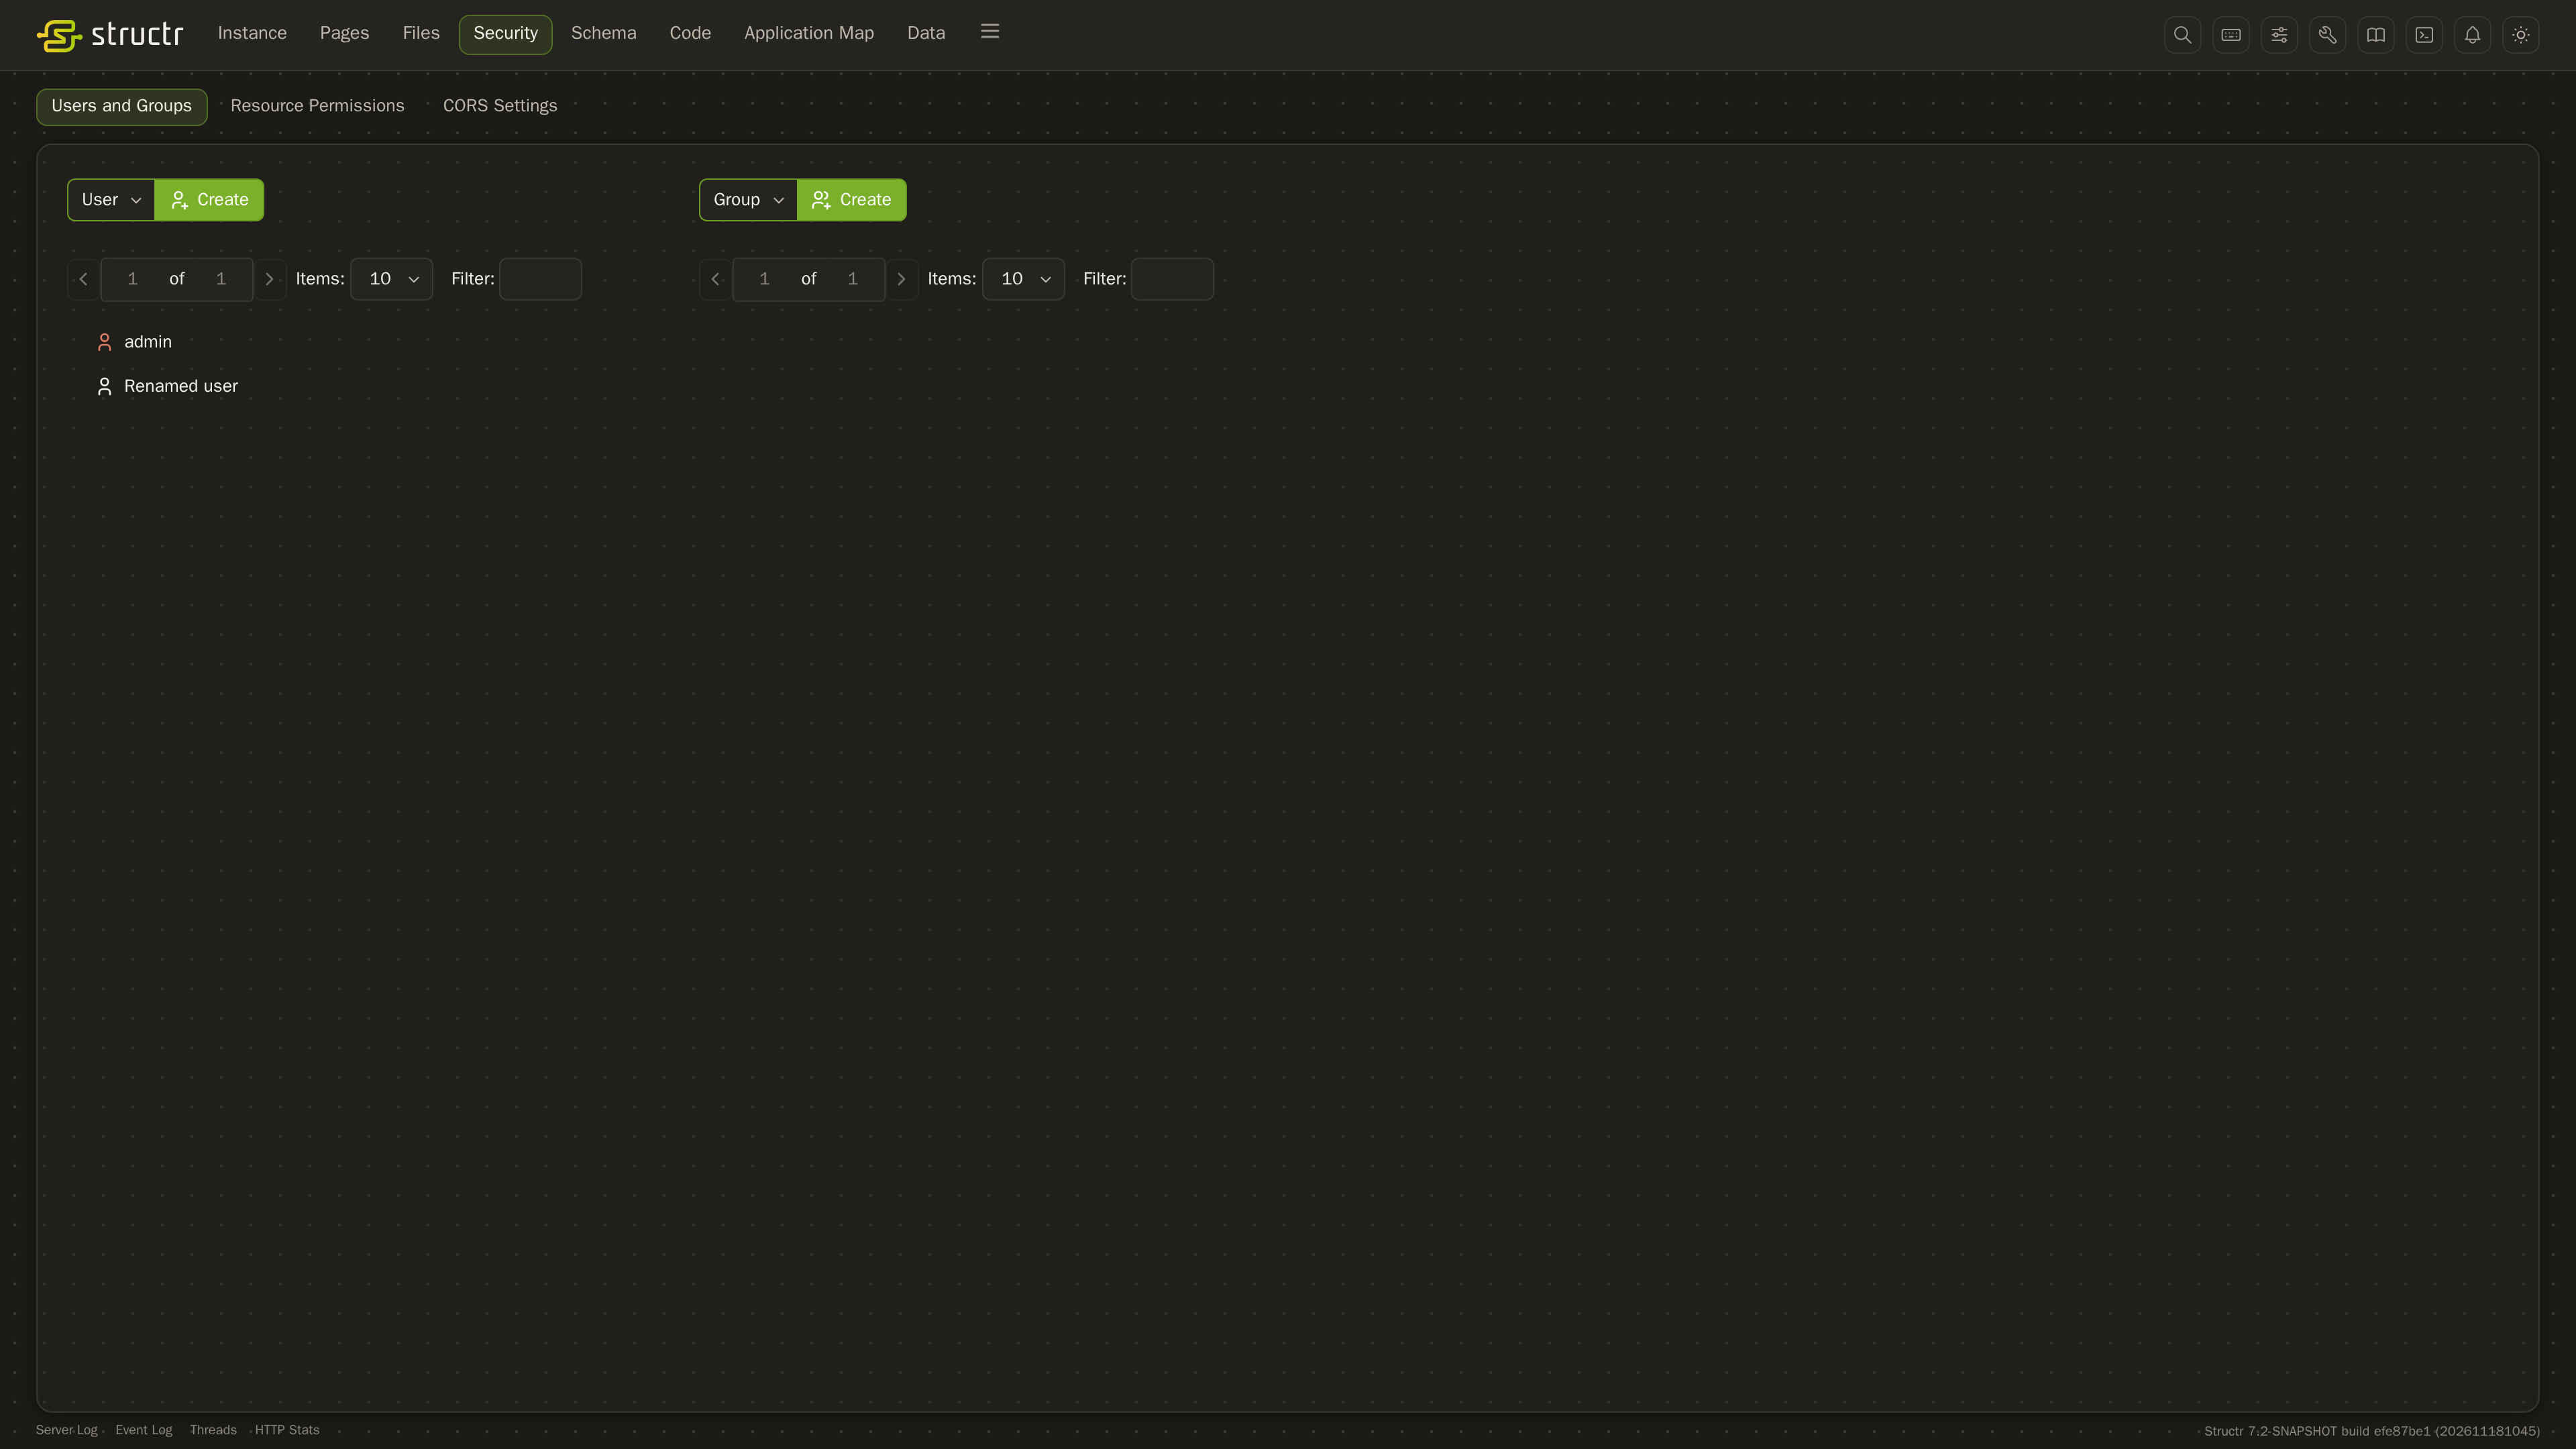 structr Instance Pages Files Security Schema Code Application Map Data
Users and Groups Resource Permissions CORS Settings
User Create Group Create
1 of 1 Items: 10 Filter: 1 of 1 Items: 10 Filter:
admin
Renamed user
Server Log Event Log Threads HTTP Stats Structr 7.2-SNAPSHOT build efe87be1 (202611181045)